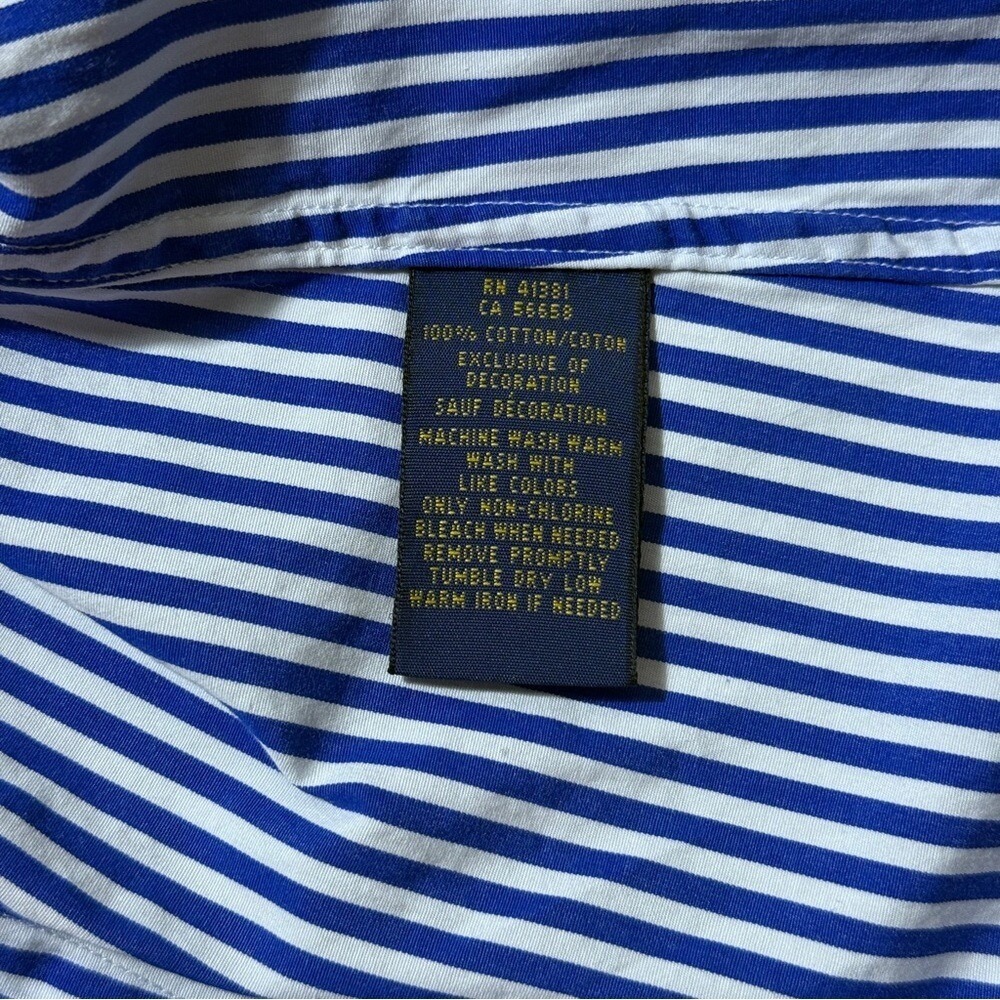 RN 41381
CA 56658
100% COTTON/COTON
EXCLUSIVE OF
DECORATION
SAUF DÉCORATION
MACHINE WASH WARM
WASH WITH
LIKE COLORS
ONLY NON-CHLORINE
BLEACH WHEN NEEDED
REMOVE PROMPTLY
TUMBLE DRY LOW
WARM IRON IF NEEDED